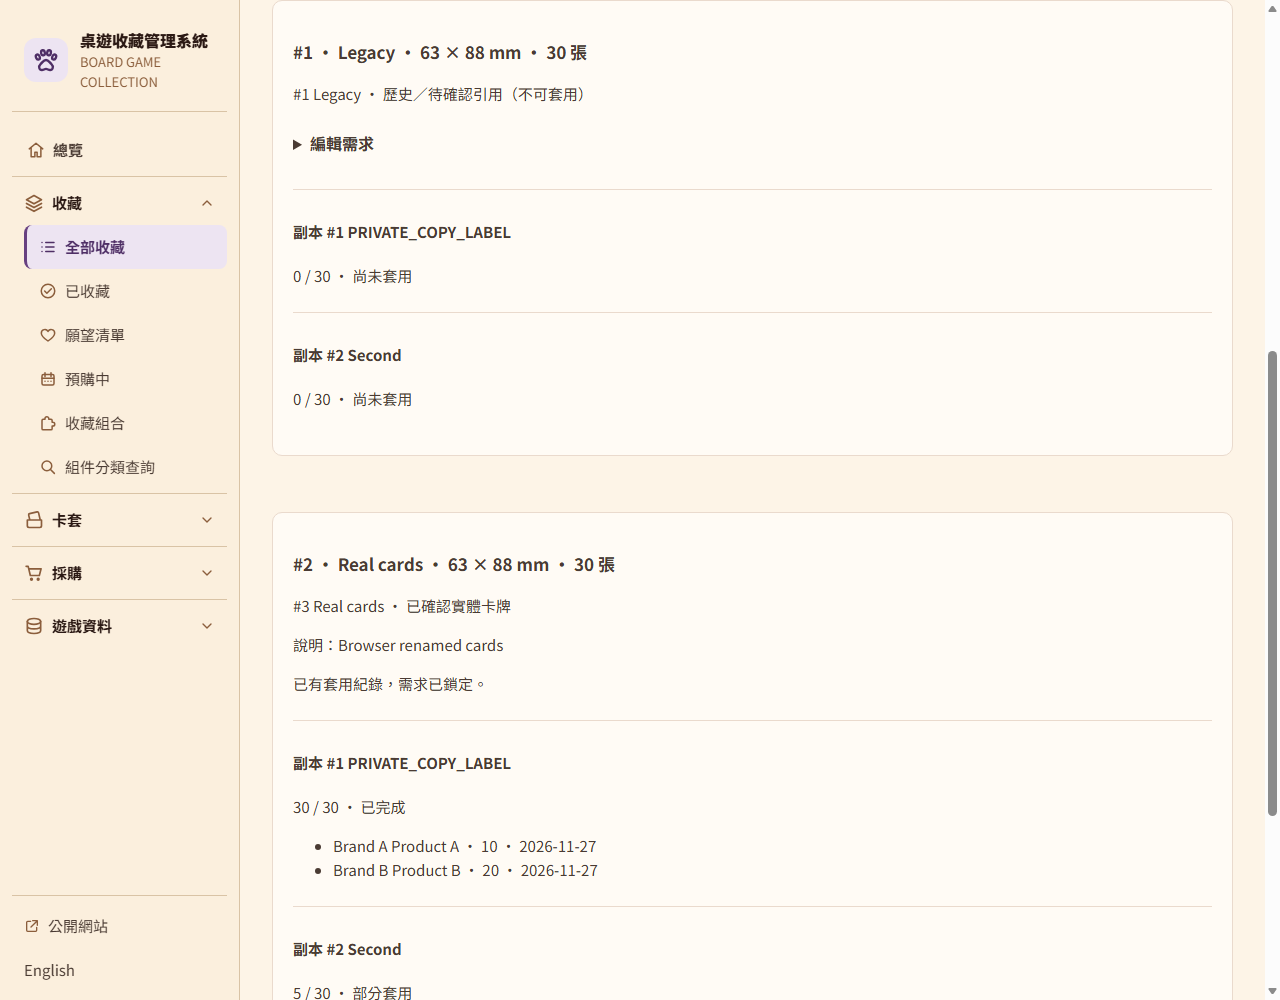 桌遊收藏管理系統
BOARD GAME
COLLECTION
總覽
收藏
全部收藏
已收藏
願望清單
預購中
收藏組合
組件分類查詢
卡套
採購
遊戲資料
公開網站
English
#1 · Legacy · 63 × 88 mm · 30 張
#1 Legacy · 歷史／待確認引用（不可套用）
編輯需求
副本 #1 PRIVATE_COPY_LABEL
0 / 30 · 尚未套用
副本 #2 Second
0 / 30 · 尚未套用
#2 · Real cards · 63 × 88 mm · 30 張
#3 Real cards · 已確認實體卡牌
說明：Browser renamed cards
已有套用紀錄，需求已鎖定。
副本 #1 PRIVATE_COPY_LABEL
30 / 30 · 已完成
Brand A Product A · 10 · 2026-11-27
Brand B Product B · 20 · 2026-11-27
副本 #2 Second
5 / 30 · 部分套用